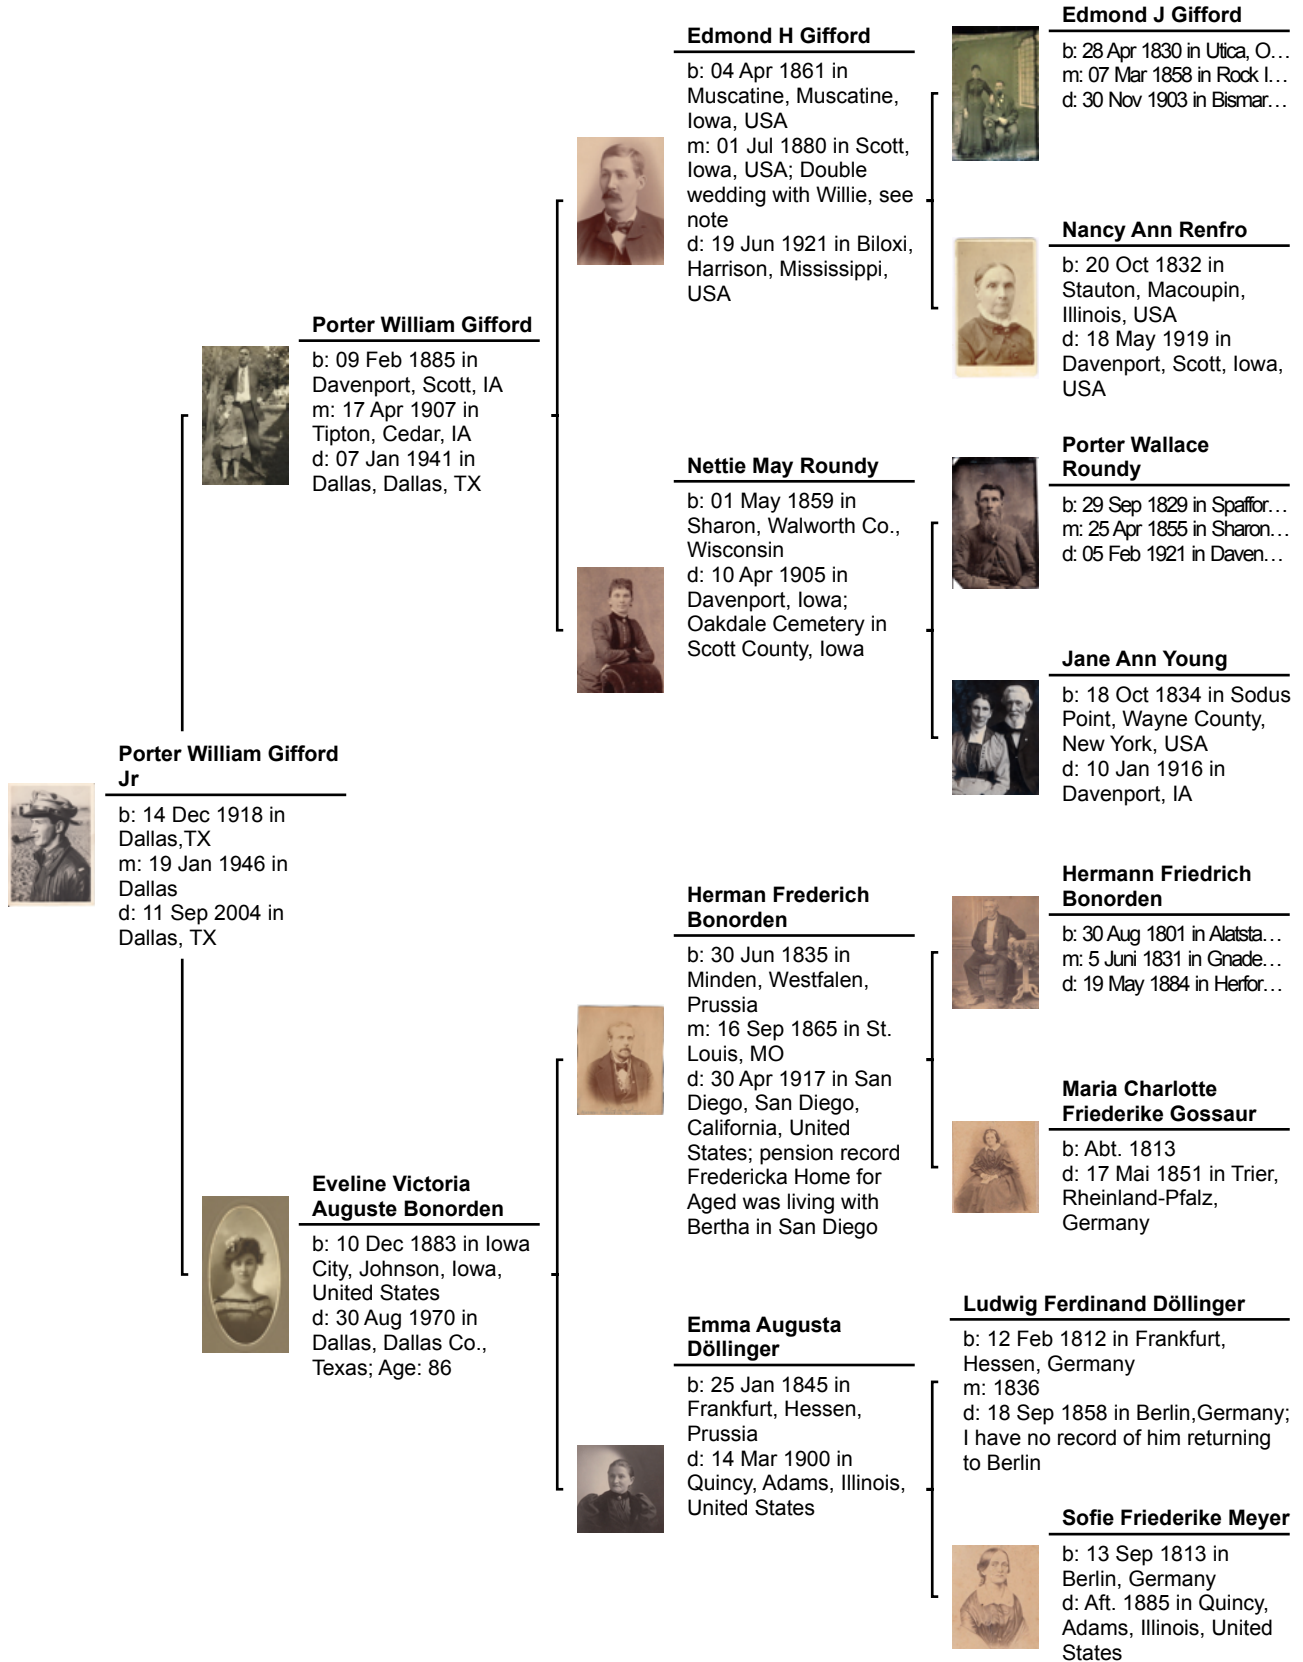 Edmond J Gifford
b: 28 Apr 1830 in Utica, O…
m: 07 Mar 1858 in Rock I…
d: 30 Nov 1903 in Bismar…
Edmond H Gifford
b: 04 Apr 1861 in
Muscatine, Muscatine,
Iowa, USA
m: 01 Jul 1880 in Scott,
Iowa, USA; Double
wedding with Willie, see
note
d: 19 Jun 1921 in Biloxi,
Harrison, Mississippi,
USA
Nancy Ann Renfro
b: 20 Oct 1832 in
Stauton, Macoupin,
Illinois, USA
d: 18 May 1919 in
Davenport, Scott, Iowa,
USA
Porter William Gifford
b: 09 Feb 1885 in
Davenport, Scott, IA
m: 17 Apr 1907 in
Tipton, Cedar, IA
d: 07 Jan 1941 in
Dallas, Dallas, TX
Porter Wallace
Roundy
b: 29 Sep 1829 in Spaffor…
m: 25 Apr 1855 in Sharon…
d: 05 Feb 1921 in Daven…
Nettie May Roundy
b: 01 May 1859 in
Sharon, Walworth Co.,
Wisconsin
d: 10 Apr 1905 in
Davenport, Iowa;
Oakdale Cemetery in
Scott County, Iowa
Jane Ann Young
b: 18 Oct 1834 in Sodus
Point, Wayne County,
New York, USA
d: 10 Jan 1916 in
Davenport, IA
Porter William Gifford
Jr
b: 14 Dec 1918 in
Dallas,TX
m: 19 Jan 1946 in
Dallas
d: 11 Sep 2004 in
Dallas, TX
Hermann Friedrich
Bonorden
b: 30 Aug 1801 in Alatsta…
m: 5 Juni 1831 in Gnade…
d: 19 May 1884 in Herfor…
Herman Frederich
Bonorden
b: 30 Jun 1835 in
Minden, Westfalen,
Prussia
m: 16 Sep 1865 in St.
Louis, MO
d: 30 Apr 1917 in San
Diego, San Diego,
California, United
States; pension record
Fredericka Home for
Aged was living with
Bertha in San Diego
Maria Charlotte
Friederike Gossaur
b: Abt. 1813
d: 17 Mai 1851 in Trier,
Rheinland-Pfalz,
Germany
Eveline Victoria
Auguste Bonorden
b: 10 Dec 1883 in Iowa
City, Johnson, Iowa,
United States
d: 30 Aug 1970 in
Dallas, Dallas Co.,
Texas; Age: 86
Ludwig Ferdinand Döllinger
b: 12 Feb 1812 in Frankfurt,
Hessen, Germany
m: 1836
d: 18 Sep 1858 in Berlin,Germany;
I have no record of him returning
to Berlin
Emma Augusta
Döllinger
b: 25 Jan 1845 in
Frankfurt, Hessen,
Prussia
d: 14 Mar 1900 in
Quincy, Adams, Illinois,
United States
Sofie Friederike Meyer
b: 13 Sep 1813 in
Berlin, Germany
d: Aft. 1885 in Quincy,
Adams, Illinois, United
States